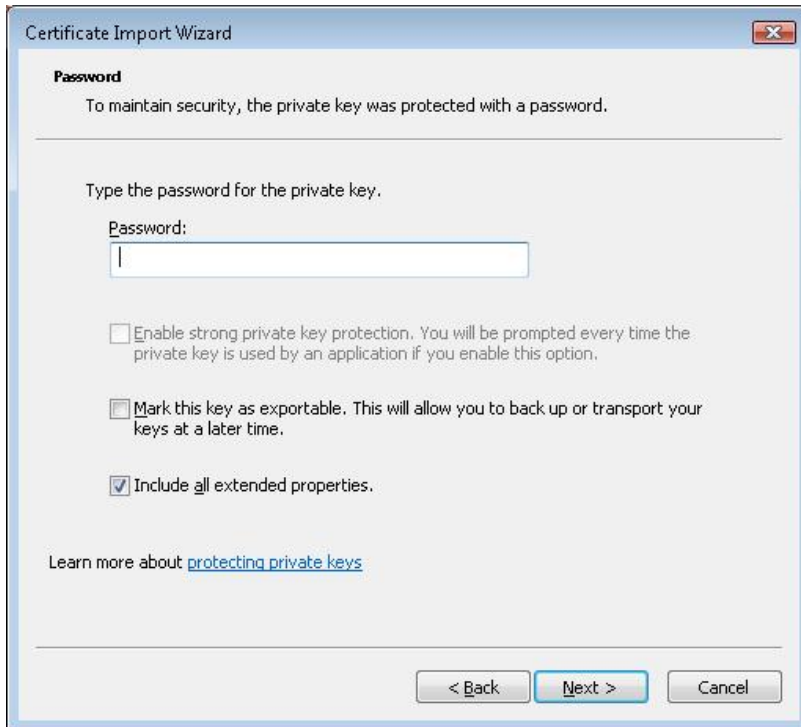 Certificate Import Wizard
Password
To maintain security, the private key was protected with a password.
Type the password for the private key.
Password:
Enable strong private key protection. You will be prompted every time the
private key is used by an application if you enable this option.
Mark this key as exportable. This will allow you to back up or transport your
keys at a later time.
Include all extended properties.
Learn more about protecting private keys
< Back
Next >
Cancel